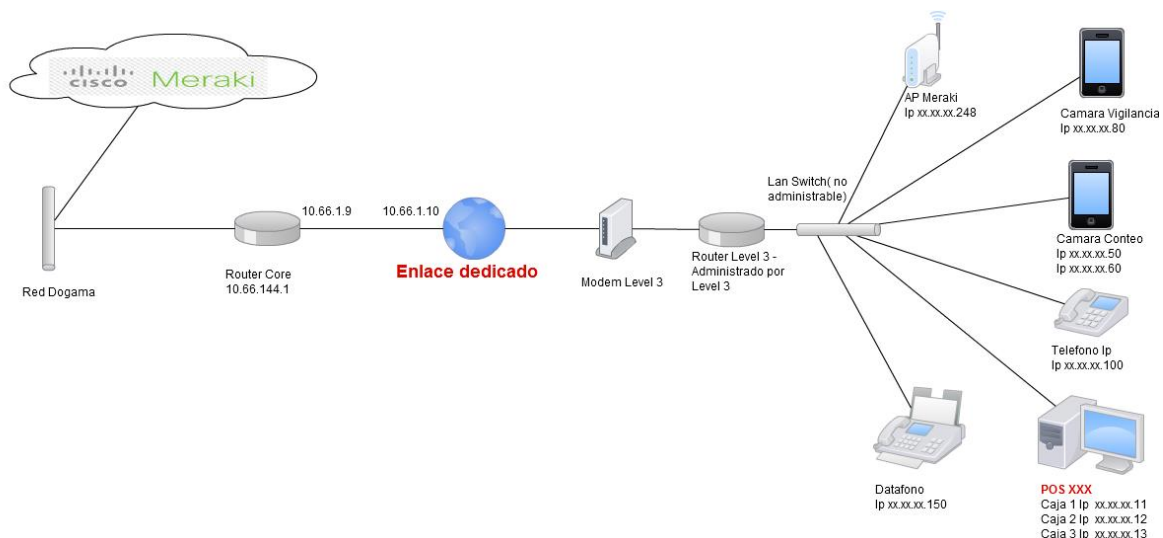 CISCO Meraki
AP Meraki
Ip xx.xx.xx.248
Camara Vigilancia
Ip xx.xx.xx.80
Lan Switch( no
administrable)
10.66.1.9
10.66.1.10
Camara Conteo
Ip xx.xx.xx.50
Ip xx.xx.xx.60
Red Dogama
Router Core
10.66.144.1
Enlace dedicado
Modem Level 3
Router Level 3 -
Administrado por
Level 3
Telefono Ip
Ip xx.xx.xx.100
Datafono
Ip xx.xx.xx.150
POS XXX
Caja 1 Ip xx.xx.xx.11
Caja 2 Ip xx.xx.xx.12
Caja 3 Ip xx.xx.xx.13